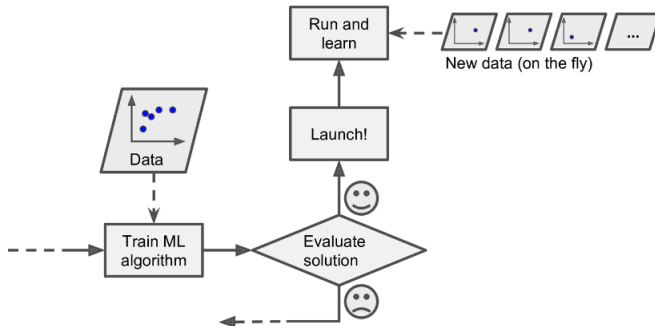 Run and
learn
...
New data (on the fly)
Launch!
Data
Train ML
algorithm
Evaluate
solution